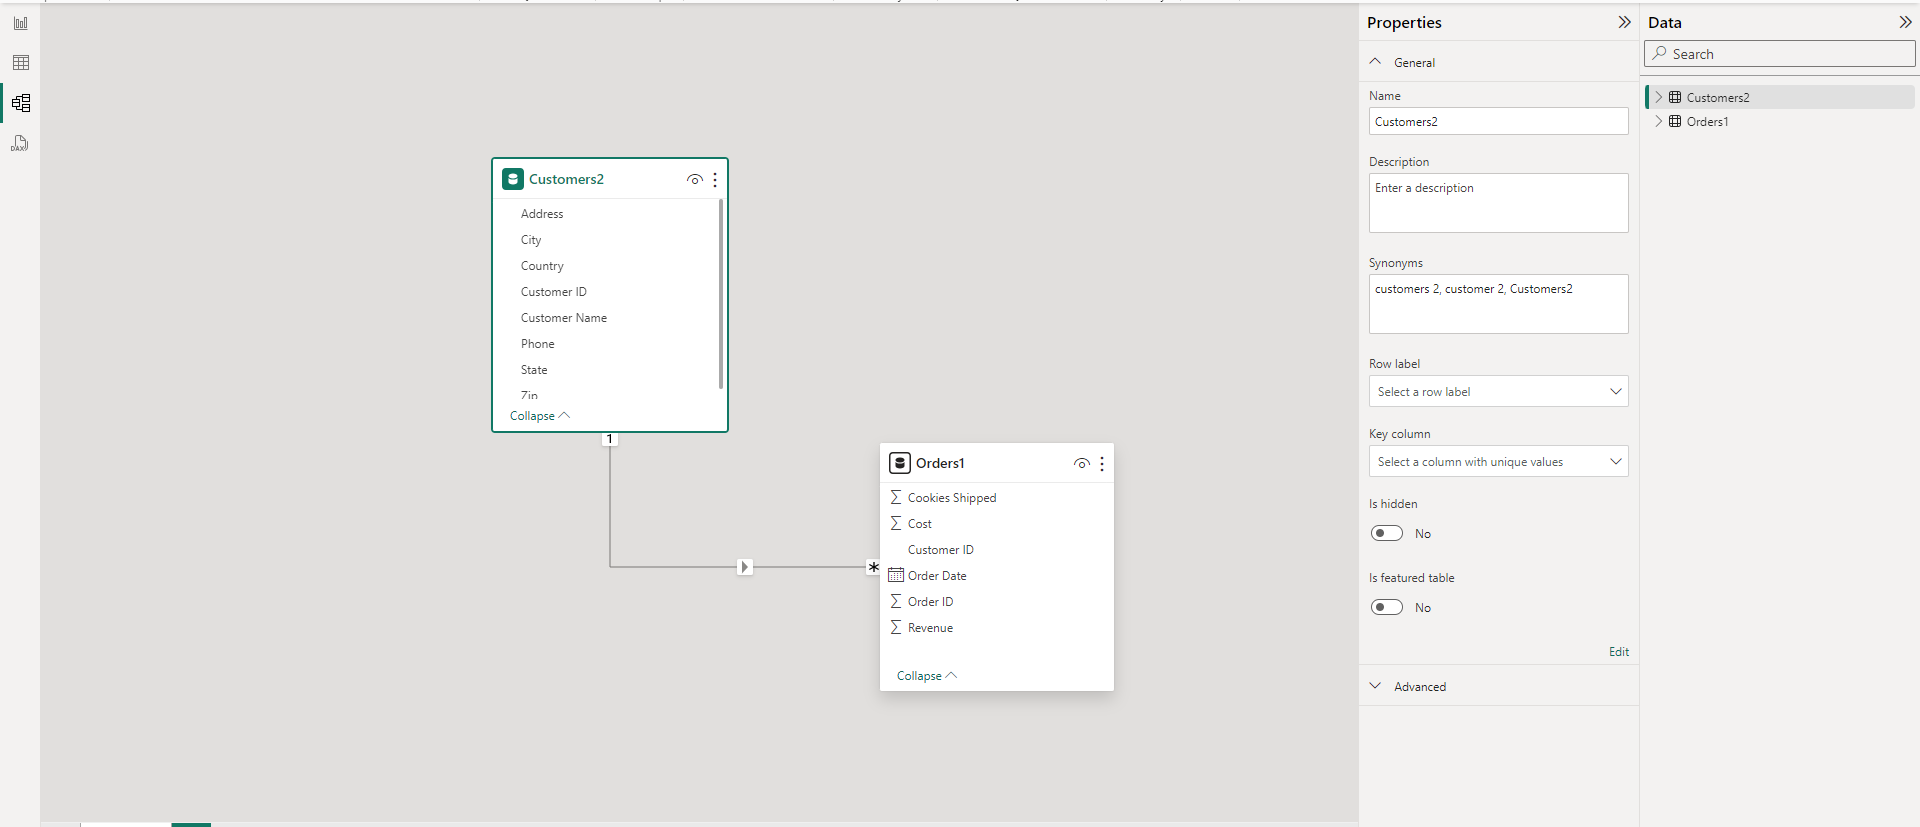 DAX
Customers2
Address
City
Country
Customer ID
Customer Name
Phone
State
Zip
Collapse
1
*
Orders1
Cookies Shipped
Cost
Customer ID
Order Date
Order ID
Revenue
Collapse
Properties
General
Name
Customers2
Description
Enter a description
Synonyms
customers 2, customer 2, Customers2
Row label
Select a row label
Key column
Select a column with unique values
Is hidden
No
Is featured table
No
Edit
Advanced
Data
Search
Customers2
Orders1